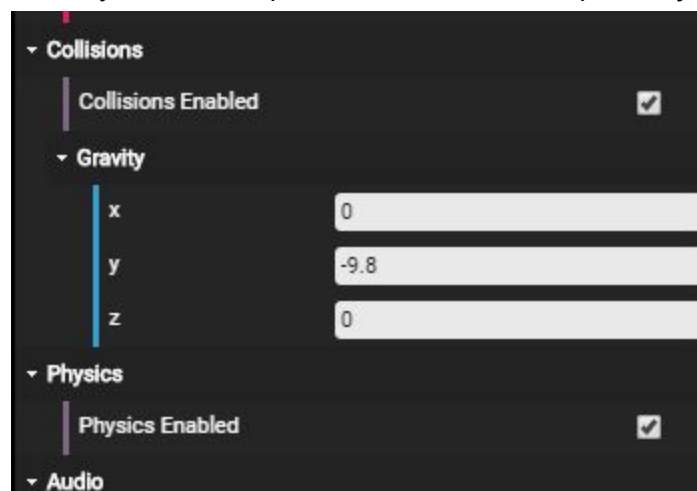 Collisions
Collisions Enabled
Gravity
x 0
y -9.8
z 0
Physics
Physics Enabled
Audio